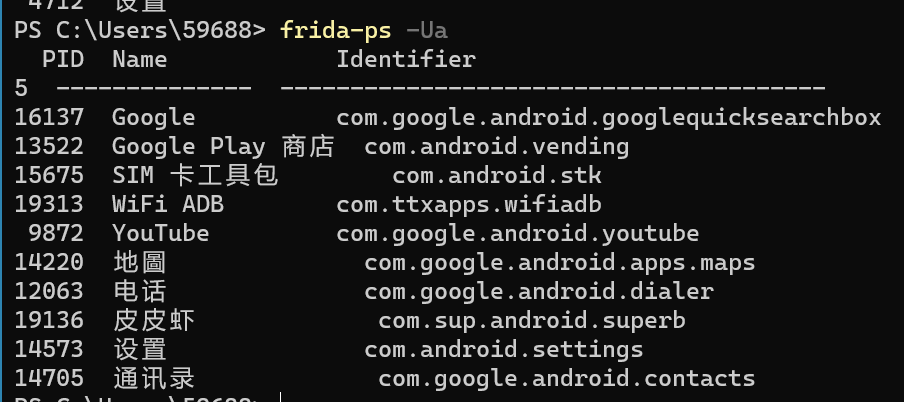 4712 设置
PS C:\Users\59688> frida-ps -Ua
PID Name Identifier
5 -------------- ---------------------------------------
16137 Google com.google.android.googlequicksearchbox
13522 Google Play 商店 com.android.vending
15675 SIM 卡工具包 com.android.stk
19313 WiFi ADB com.ttxapps.wifiadb
9872 YouTube com.google.android.youtube
14220 地圖 com.google.android.apps.maps
12063 电话 com.google.android.dialer
19136 皮皮虾 com.sup.android.superb
14573 设置 com.android.settings
14705 通讯录 com.google.android.contacts
PS C:\Users\59688>